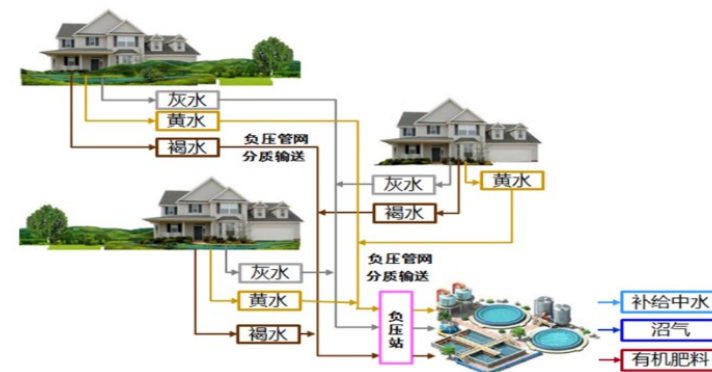 灰水
黄水
褐水
负压管网
分质输送
灰水
黄水
褐水
灰水
黄水
褐水
负压管网
分质输送
负压站
补给中水
沼气
有机肥料